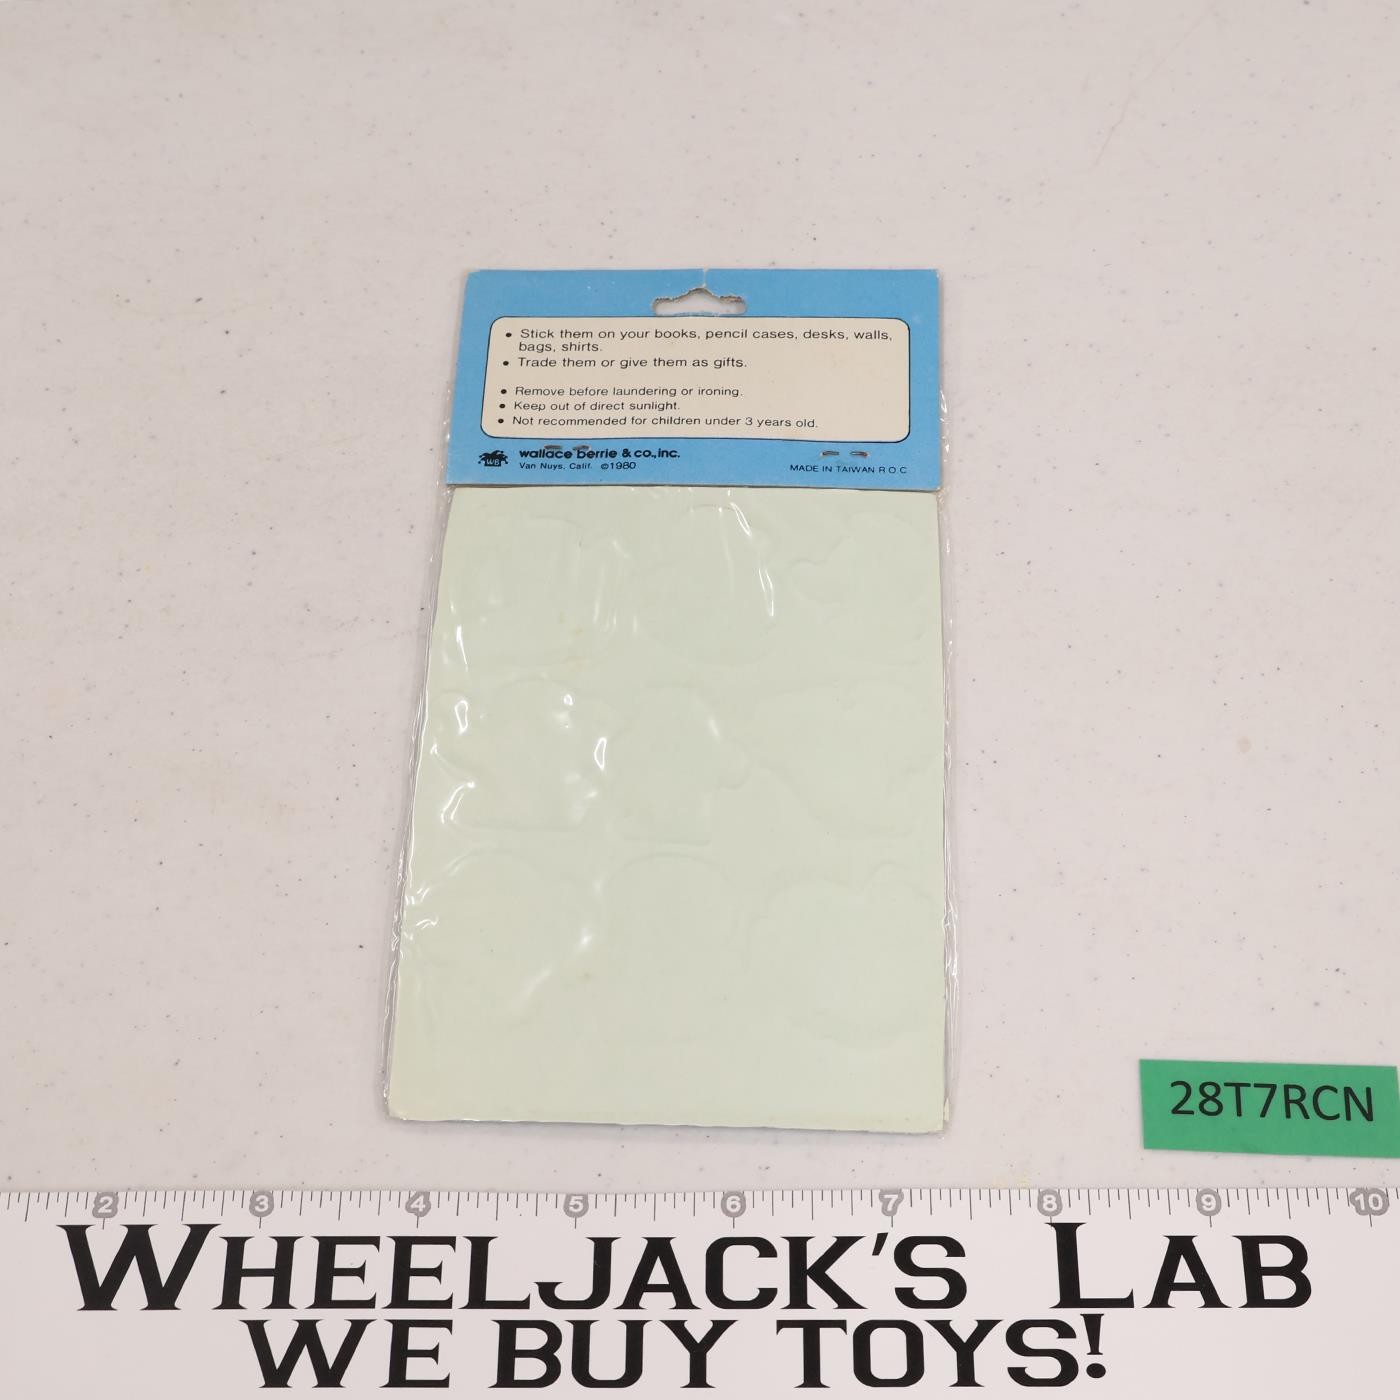 • Stick them on your books, pencil cases, desks, walls,
bags, shirts.
• Trade them or give them as gifts.
• Remove before laundering or ironing.
• Keep out of direct sunlight.
• Not recommended for children under 3 years old.
WB
wallace berrie & co., inc.
Van Nuys, Calif. ©1980
MADE IN TAIWAN R O C
28T7RCN
2 3 4 5 6 7 8 9 10
WHEELJACK'S LAB
WE BUY TOYS!